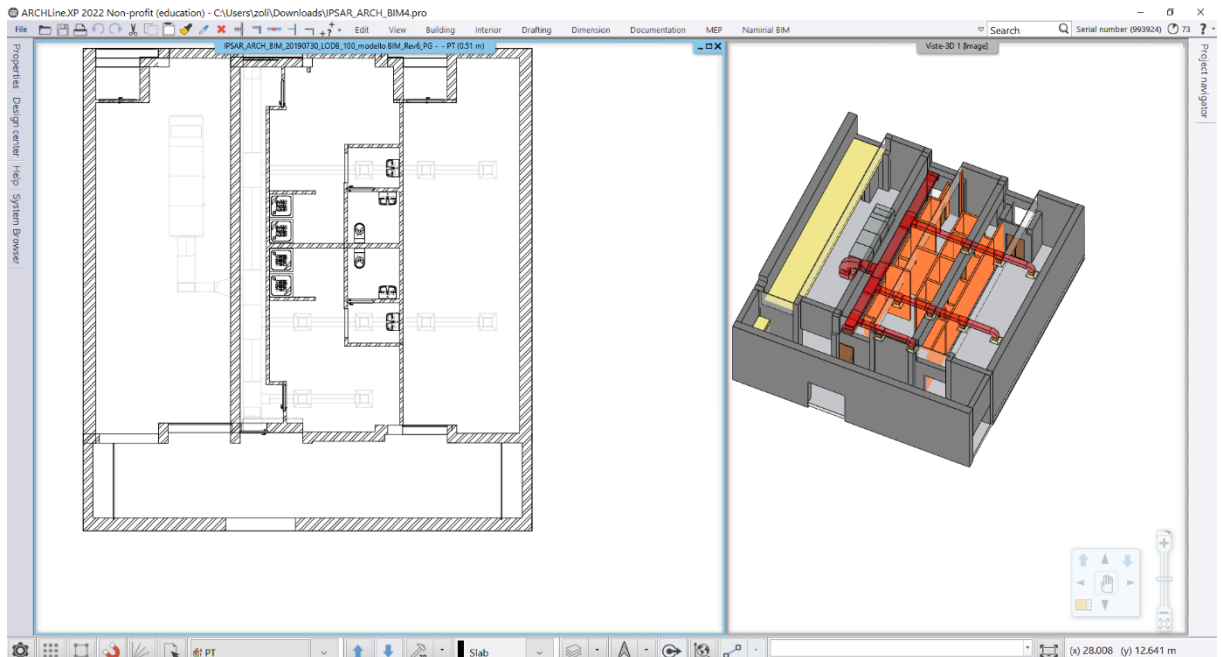 ARCHLine.XP 2022 Non-profit (education) - C:\Users\zoli\Downloads\IPSAR_ARCH_BIM4.pro
File Edit View Building Interior Drafting Dimension Documentation MEP Namirial BIM Search Serial number (993924) 73 ?
IPSAR_ARCH_BIM_20190730_LODB_100_modello BIM_Rev6_PG - - PT (0.51 m)
Viste-3D 1 [Image]
Properties
Design center
Help
System Browser
Project navigator
PT
Slab
(x) 28.008 (y) 12.641 m